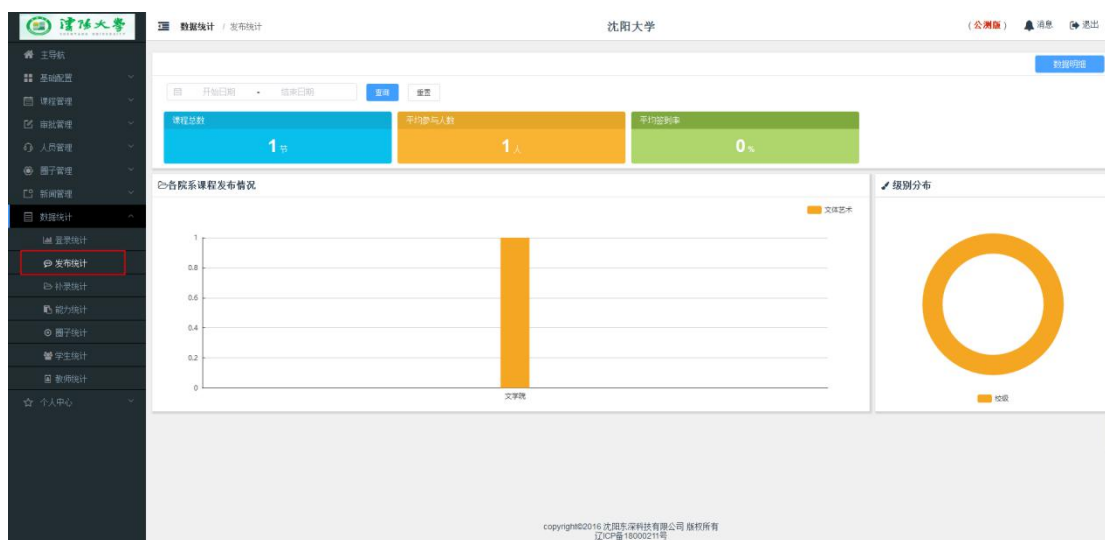 沈阳大学
SHENYANG UNIVERSITY
数据统计 / 发布统计
沈阳大学
(公测版)
消息
退出
主导航
基础配置
课程管理
审批管理
人员管理
圈子管理
新闻管理
数据统计
登录统计
发布统计
补录统计
能力统计
圈子统计
学生统计
教师统计
个人中心
数据明细
开始日期 - 结束日期 查询 重置
课程总数
1 节
平均参与人数
1 人
平均签到率
0 %
各院系课程发布情况
文体艺术
1
0.8
0.6
0.4
0.2
0
文学院
级别分布
校级
copyright©2016 沈阳东深科技有限公司 版权所有
辽ICP备18000211号